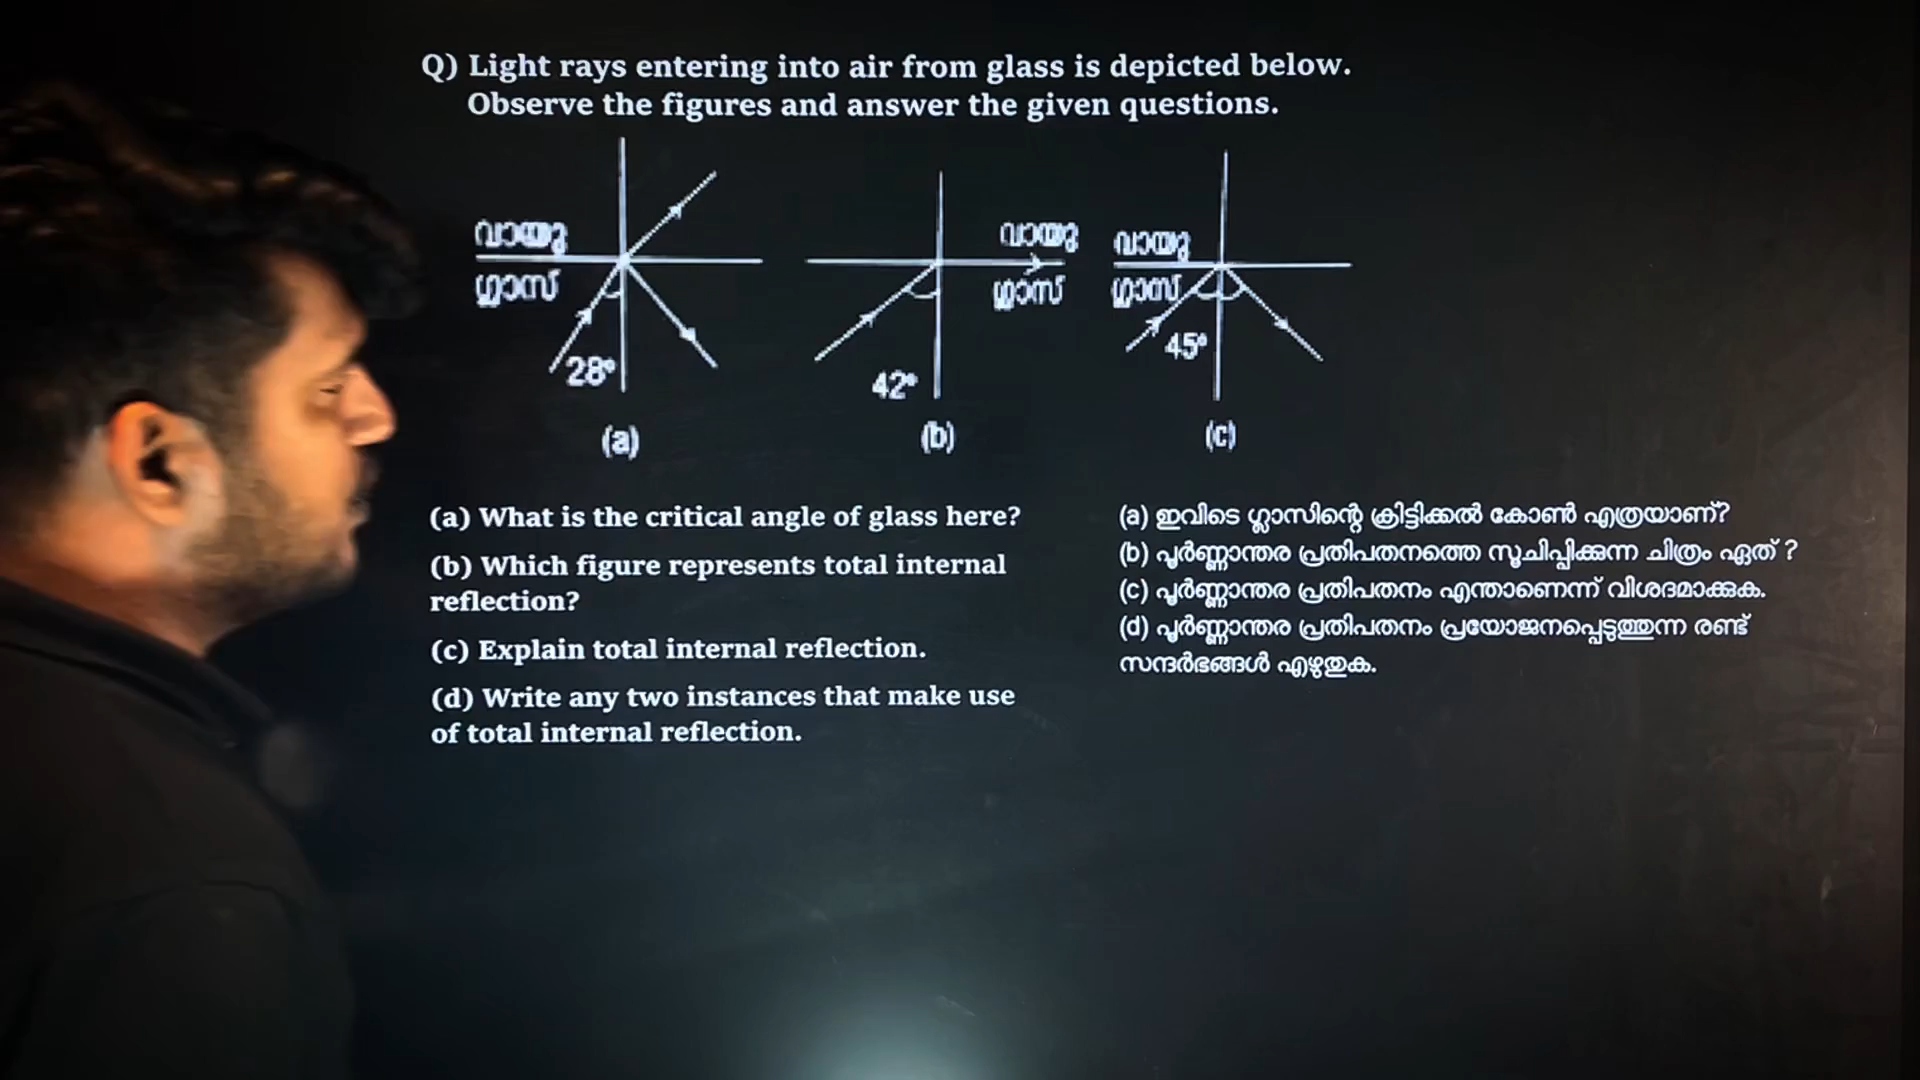 Q) Light rays entering into air from glass is depicted below.
Observe the figures and answer the given questions.
വായു
ഗ്ലാസ്
28°
(a)
വായു
ഗ്ലാസ്
42°
(b)
വായു
ഗ്ലാസ്
45°
(c)
(a) What is the critical angle of glass here?
(b) Which figure represents total internal
reflection?
(c) Explain total internal reflection.
(d) Write any two instances that make use
of total internal reflection.
(a) ഇവിടെ ഗ്ലാസിന്റെ ക്രിട്ടിക്കൽ കോൺ എത്രയാണ്?
(b) പൂർണ്ണാന്തര പ്രതിപതനത്തെ സൂചിപ്പിക്കുന്ന ചിത്രം ഏത് ?
(c) പൂർണ്ണാന്തര പ്രതിപതനം എന്താണെന്ന് വിശദമാക്കുക.
(d) പൂർണ്ണാന്തര പ്രതിപതനം പ്രയോജനപ്പെടുത്തുന്ന രണ്ട്
സന്ദർഭങ്ങൾ എഴുതുക.